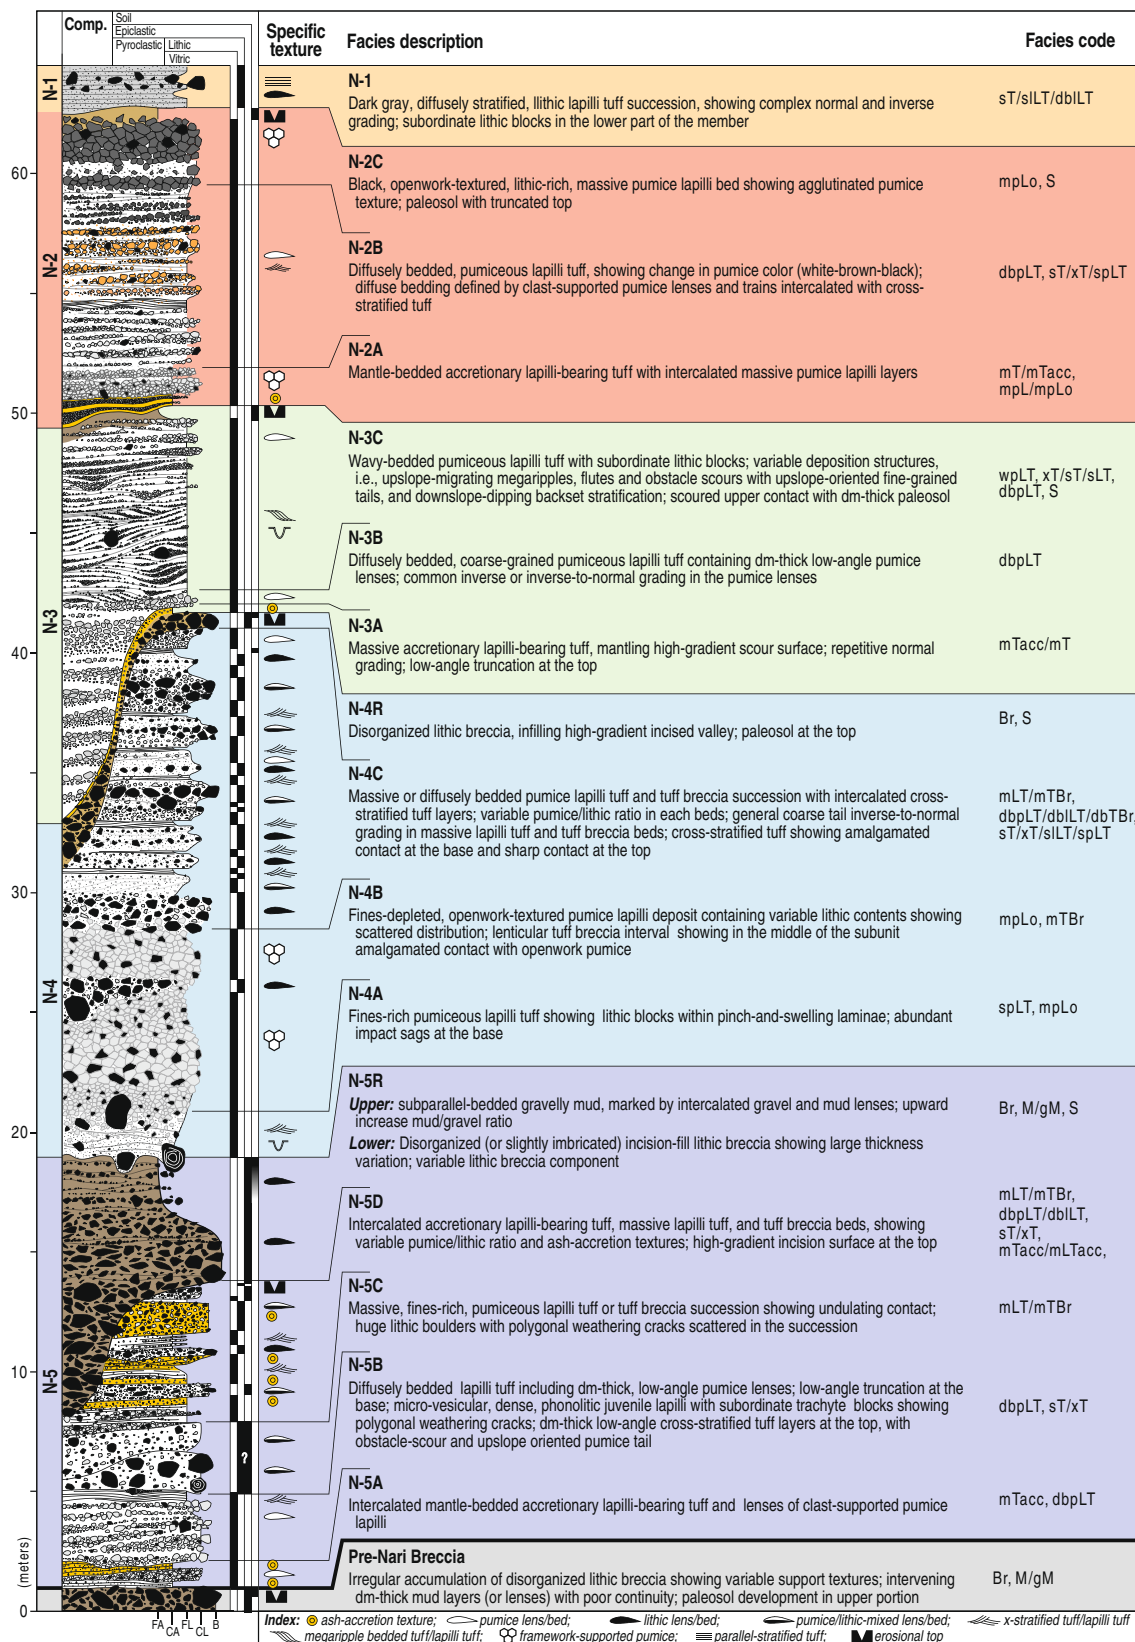 Comp.
Soil
Epiclastic
Pyroclastic
Lithic
Vitric
Specific
texture
Facies description
Facies code
N-1
N-2
N-3
N-4
N-5
60
50
40
30
20
10
0
(meters)
?
FA
CA
FL
CL
B
N-1
Dark gray, diffusely stratified, Llithic lapilli tuff succession, showing complex normal and inverse
grading; subordinate lithic blocks in the lower part of the member
sT/slLT/dblLT
N-2C
Black, openwork-textured, lithic-rich, massive pumice lapilli bed showing agglutinated pumice
texture; paleosol with truncated top
mpLo, S
N-2B
Diffusely bedded, pumiceous lapilli tuff, showing change in pumice color (white-brown-black);
diffuse bedding defined by clast-supported pumice lenses and trains intercalated with cross-
stratified tuff
dbpLT, sT/xT/spLT
N-2A
Mantle-bedded accretionary lapilli-bearing tuff with intercalated massive pumice lapilli layers
mT/mTacc,
mpL/mpLo
N-3C
Wavy-bedded pumiceous lapilli tuff with subordinate lithic blocks; variable deposition structures,
i.e., upslope-migrating megaripples, flutes and obstacle scours with upslope-oriented fine-grained
tails, and downslope-dipping backset stratification; scoured upper contact with dm-thick paleosol
wpLT, xT/sT/sLT,
dbpLT, S
N-3B
Diffusely bedded, coarse-grained pumiceous lapilli tuff containing dm-thick low-angle pumice
lenses; common inverse or inverse-to-normal grading in the pumice lenses
dbpLT
N-3A
Massive accretionary lapilli-bearing tuff, mantling high-gradient scour surface; repetitive normal
grading; low-angle truncation at the top
mTacc/mT
N-4R
Disorganized lithic breccia, infilling high-gradient incised valley; paleosol at the top
Br, S
N-4C
Massive or diffusely bedded pumice lapilli tuff and tuff breccia succession with intercalated cross-
stratified tuff layers; variable pumice/lithic ratio in each beds; general coarse tail inverse-to-normal
grading in massive lapilli tuff and tuff breccia beds; cross-stratified tuff showing amalgamated
contact at the base and sharp contact at the top
mLT/mTBr,
dbpLT/dblLT/dbTBr,
sT/xT/slLT/spLT
N-4B
Fines-depleted, openwork-textured pumice lapilli deposit containing variable lithic contents showing
scattered distribution; lenticular tuff breccia interval showing in the middle of the subunit
amalgamated contact with openwork pumice
mpLo, mTBr
N-4A
Fines-rich pumiceous lapilli tuff showing lithic blocks within pinch-and-swelling laminae; abundant
impact sags at the base
spLT, mpLo
N-5R
Upper: subparallel-bedded gravelly mud, marked by intercalated gravel and mud lenses; upward
increase mud/gravel ratio
Lower: Disorganized (or slightly imbricated) incision-fill lithic breccia showing large thickness
variation; variable lithic breccia component
Br, M/gM, S
N-5D
Intercalated accretionary lapilli-bearing tuff, massive lapilli tuff, and tuff breccia beds, showing
variable pumice/lithic ratio and ash-accretion textures; high-gradient incision surface at the top
mLT/mTBr,
dbpLT/dblLT,
sT/xT,
mTacc/mLTacc,
N-5C
Massive, fines-rich, pumiceous lapilli tuff or tuff breccia succession showing undulating contact;
huge lithic boulders with polygonal weathering cracks scattered in the succession
mLT/mTBr
N-5B
Diffusely bedded lapilli tuff including dm-thick, low-angle pumice lenses; low-angle truncation at the
base; micro-vesicular, dense, phonolitic juvenile lapilli with subordinate trachyte blocks showing
polygonal weathering cracks; dm-thick low-angle cross-stratified tuff layers at the top, with
obstacle-scour and upslope oriented pumice tail
dbpLT, sT/xT
N-5A
Intercalated mantle-bedded accretionary lapilli-bearing tuff and lenses of clast-supported pumice
lapilli
mTacc, dbpLT
Pre-Nari Breccia
Irregular accumulation of disorganized lithic breccia showing variable support textures; intervening
dm-thick mud layers (or lenses) with poor continuity; paleosol development in upper portion
Br, M/gM
Index: ash-accretion texture; pumice lens/bed; lithic lens/bed; pumice/lithic-mixed lens/bed; x-stratified tuff/lapilli tuff
megaripple bedded tuff/lapilli tuff; framework-supported pumice; parallel-stratified tuff; erosional top